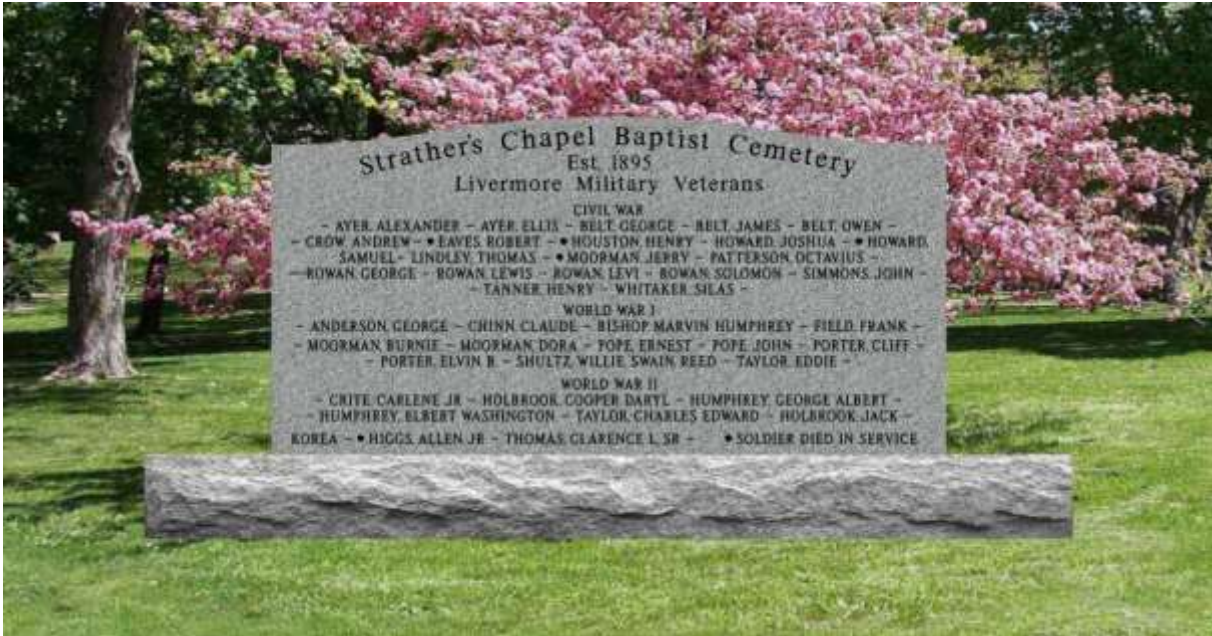 Strather's Chapel Baptist Cemetery
Est. 1895
Livermore Military Veterans
CIVIL WAR
- AYER, ALEXANDER - AYER, ELLIS - BELT, GEORGE - BELT, JAMES - BELT, OWEN -
- CROW, ANDREW - • EAVES, ROBERT - • HOUSTON, HENRY - HOWARD, JOSHUA - • HOWARD,
SAMUEL - LINDLEY, THOMAS - • MOORMAN, JERRY - PATTERSON, OCTAVIUS -
- ROWAN, GEORGE - ROWAN, LEWIS - ROWAN, LEVI - ROWAN, SOLOMON - SIMMONS, JOHN -
- TANNER, HENRY - WHITAKER, SILAS -
WORLD WAR I
- ANDERSON, GEORGE - CHINN, CLAUDE - BISHOP, MARVIN HUMPHREY - FIELD, FRANK -
- MOORMAN, BURNIE - MOORMAN, DORA - POPE, ERNEST - POPE, JOHN - PORTER, CLIFF -
- PORTER, ELVIN B. - SHULTZ, WILLIE, SWAIN, REED - TAYLOR, EDDIE -
WORLD WAR II
- CRITE, CARLENE JR - HOLBROOK, COOPER DARYL - HUMPHREY, GEORGE ALBERT -
- HUMPHREY, ELBERT WASHINGTON - TAYLOR, CHARLES EDWARD - HOLBROOK, JACK -
KOREA - • HIGGS, ALLEN JR - THOMAS, CLARENCE L. SR - • SOLDIER DIED IN SERVICE